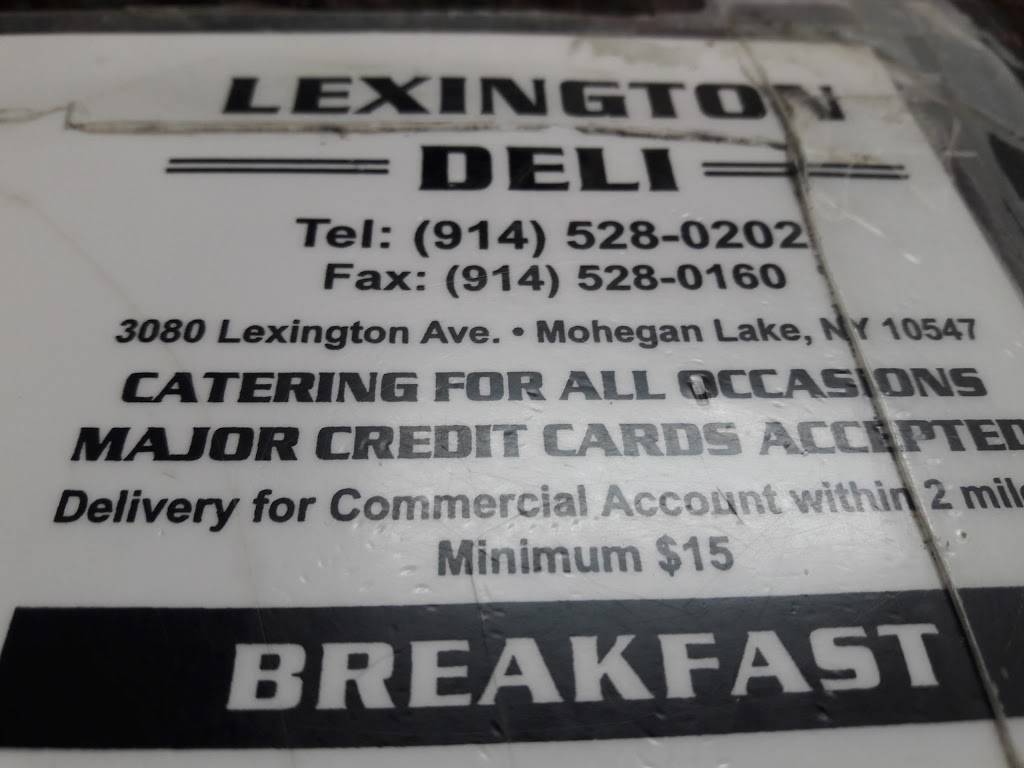 LEXINGTON
DELI
Tel: (914) 528-0202
Fax: (914) 528-0160
3080 Lexington Ave. • Mohegan Lake, NY 10547
CATERING FOR ALL OCCASIONS
MAJOR CREDIT CARDS ACCEPTED
Delivery for Commercial Account within 2 mile
Minimum $15
BREAKFAST